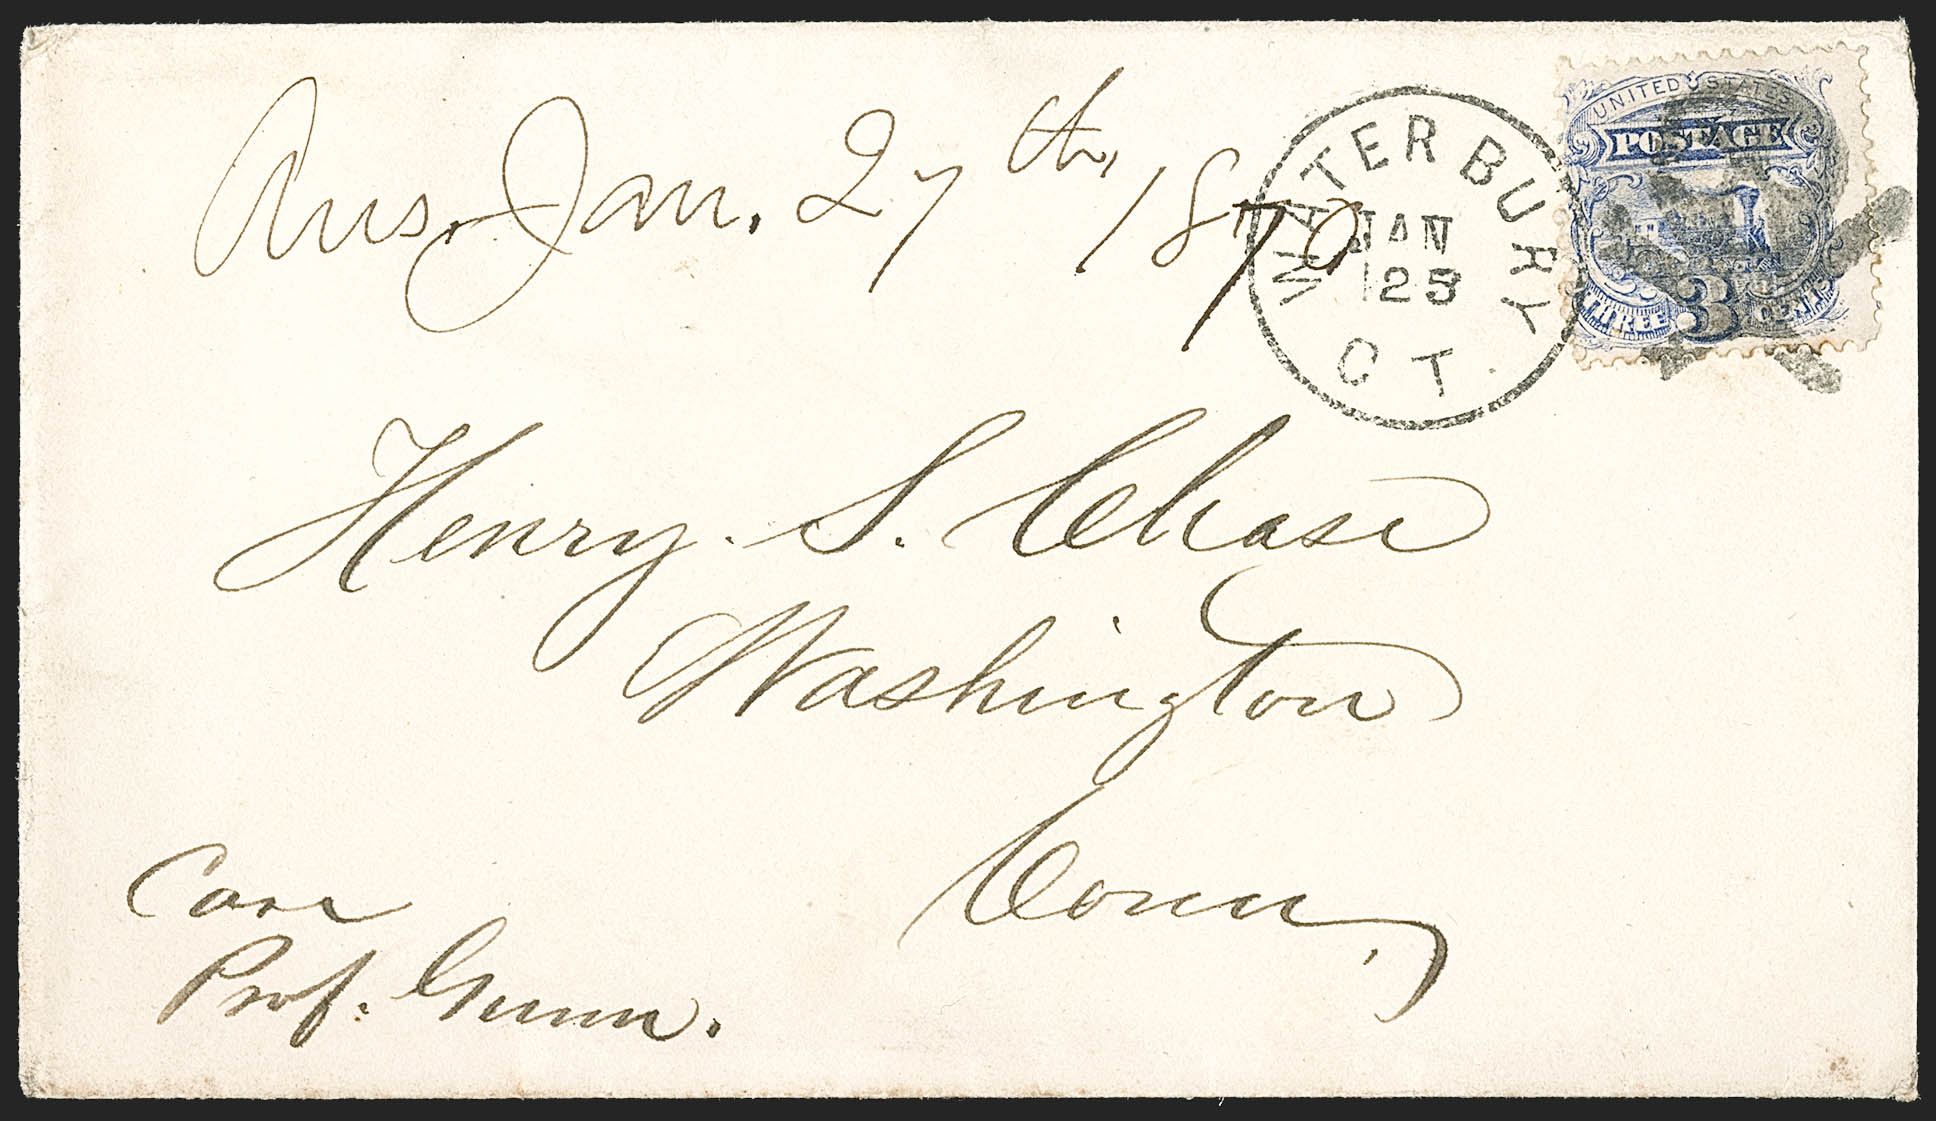 Ans. Jan. 27th, 1870
WATERBURY
JAN
25
CT.
UNITED STATES
POSTAGE
THREE 3 CENTS
Henry. S. Chase
Washington
Conn,
Care
Prof. Gunn.